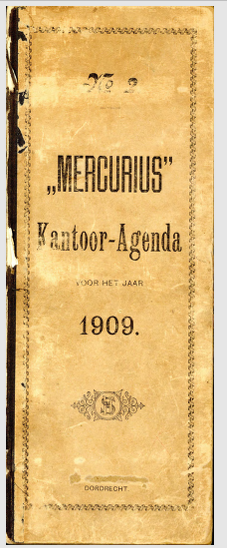 No 2
„MERCURIUS”
Kantoor-Agenda
VOOR HET JAAR
1909.
DORDRECHT